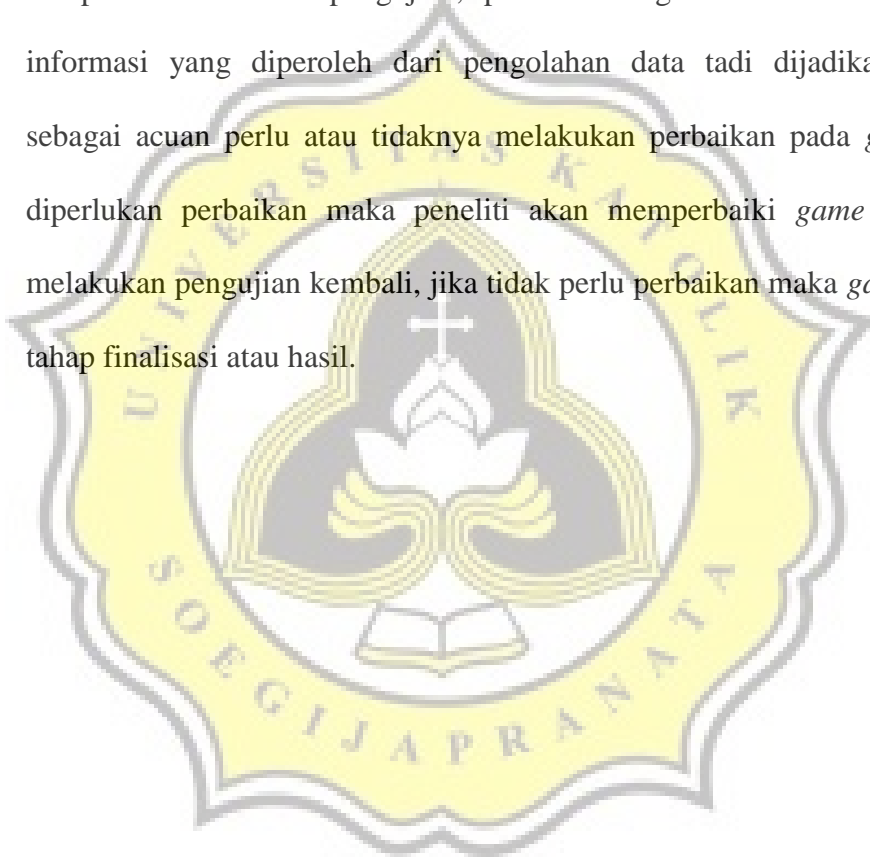 informasi yang diperoleh dari pengolahan data tadi dijadika
sebagai acuan perlu atau tidaknya melakukan perbaikan pada g
diperlukan perbaikan maka peneliti akan memperbaiki game
melakukan pengujian kembali, jika tidak perlu perbaikan maka ga
tahap finalisasi atau hasil.
UNIVERSITAS KATOLIK
SOEGIJAPRANATA